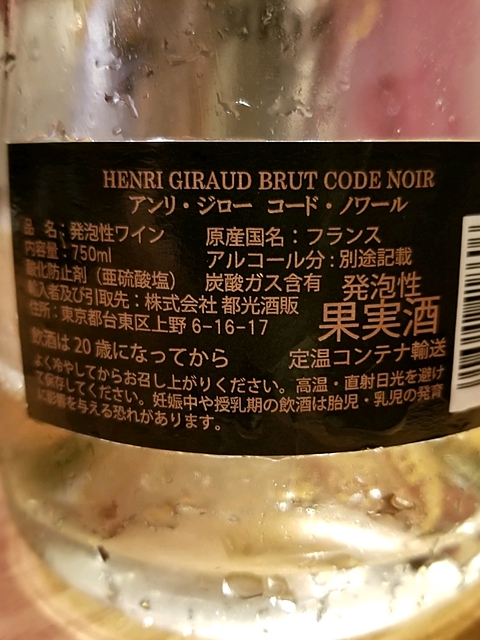 HENRI GIRAUD BRUT CODE NOIR
アンリ・ジロー コード・ノワール
品 名：発泡性ワイン 原産国名：フランス
内容量：750ml アルコール分：別途記載
酸化防止剤（亜硫酸塩） 炭酸ガス含有 発泡性
輸入者及び引取先：株式会社 都光酒販 果実酒
住所：東京都台東区上野 6-16-17
飲酒は 20 歳になってから 定温コンテナ輸送
よく冷やしてからお召し上がりください。高温・直射日光を避け
て保存してください。妊娠中や授乳期の飲酒は胎児・乳児の発育
に影響を与える恐れがあります。